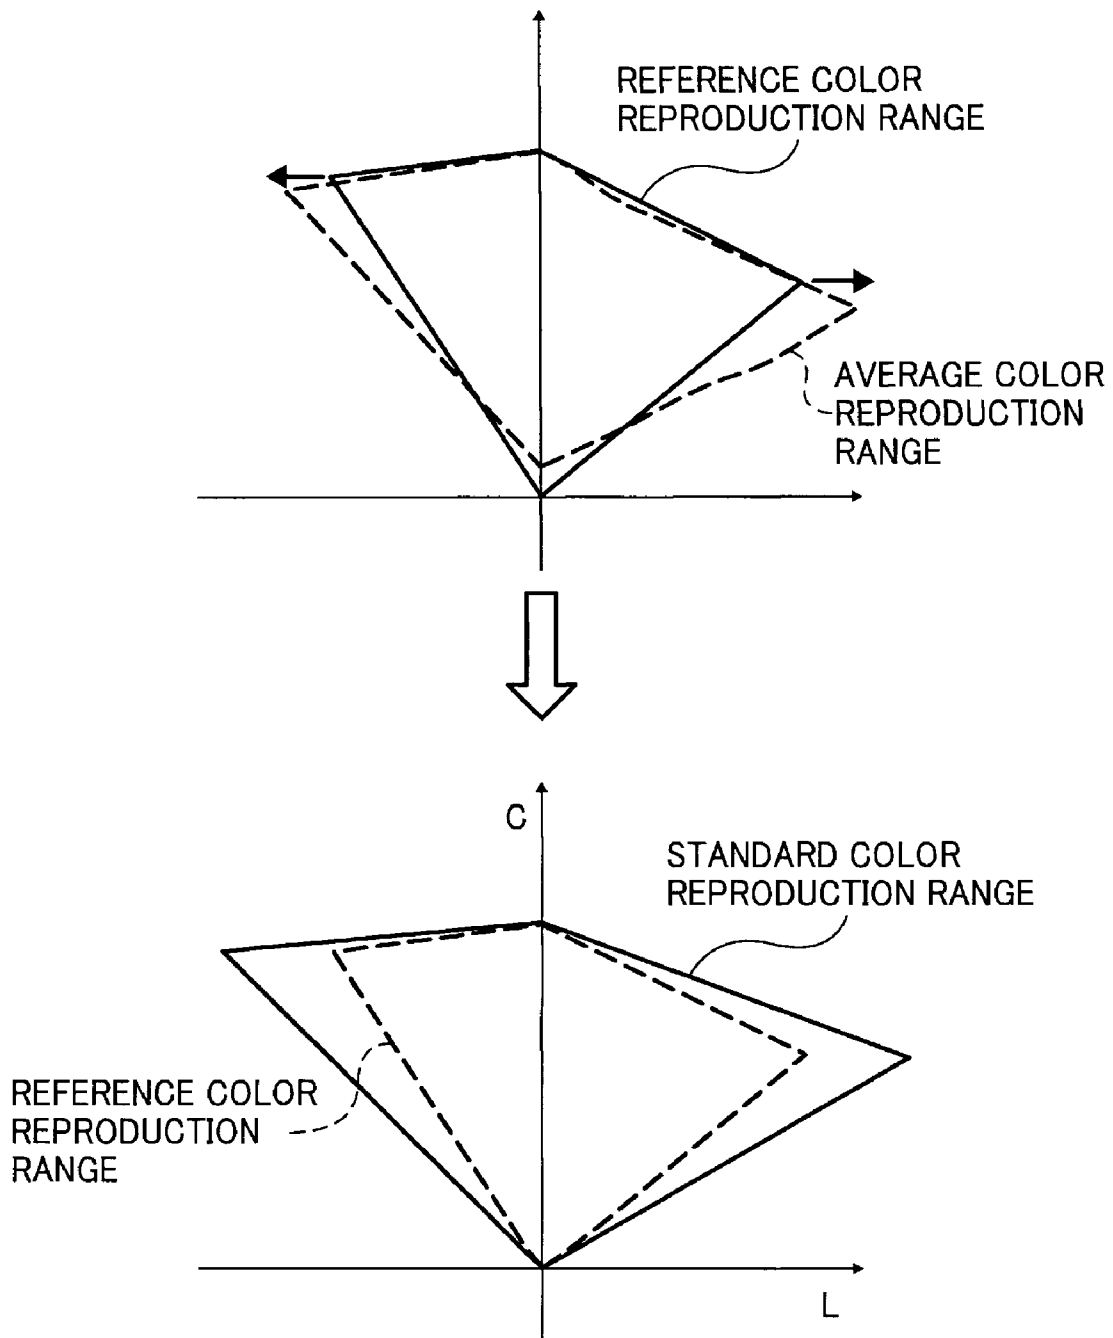 REFERENCE COLOR
REPRODUCTION RANGE
AVERAGE COLOR
REPRODUCTION
RANGE
C
STANDARD COLOR
REPRODUCTION RANGE
REFERENCE COLOR
REPRODUCTION
RANGE
L